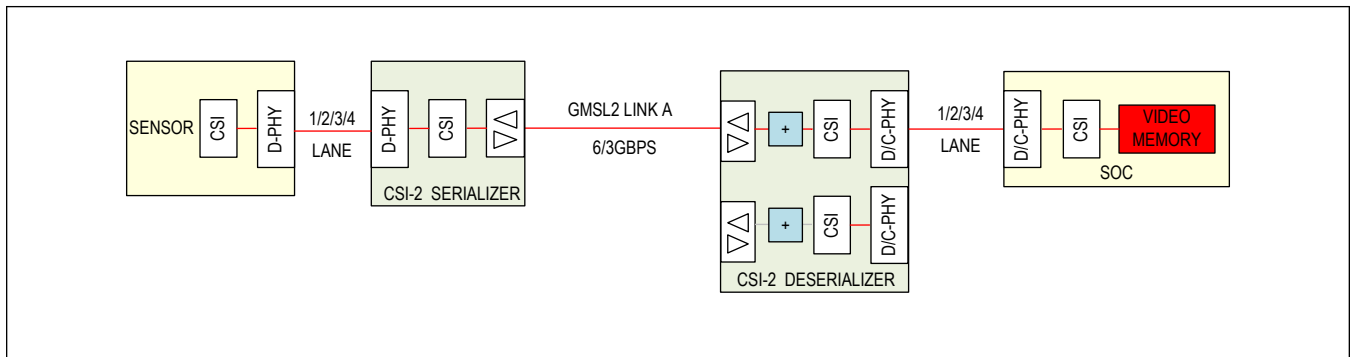 SENSOR
CSI
D-PHY
1/2/3/4
LANE
D-PHY
CSI
CSI-2 SERIALIZER
GMSL2 LINK A
6/3GBPS
+
CSI
D/C-PHY
+
CSI
D/C-PHY
CSI-2 DESERIALIZER
1/2/3/4
LANE
D/C-PHY
CSI
VIDEO
MEMORY
SOC